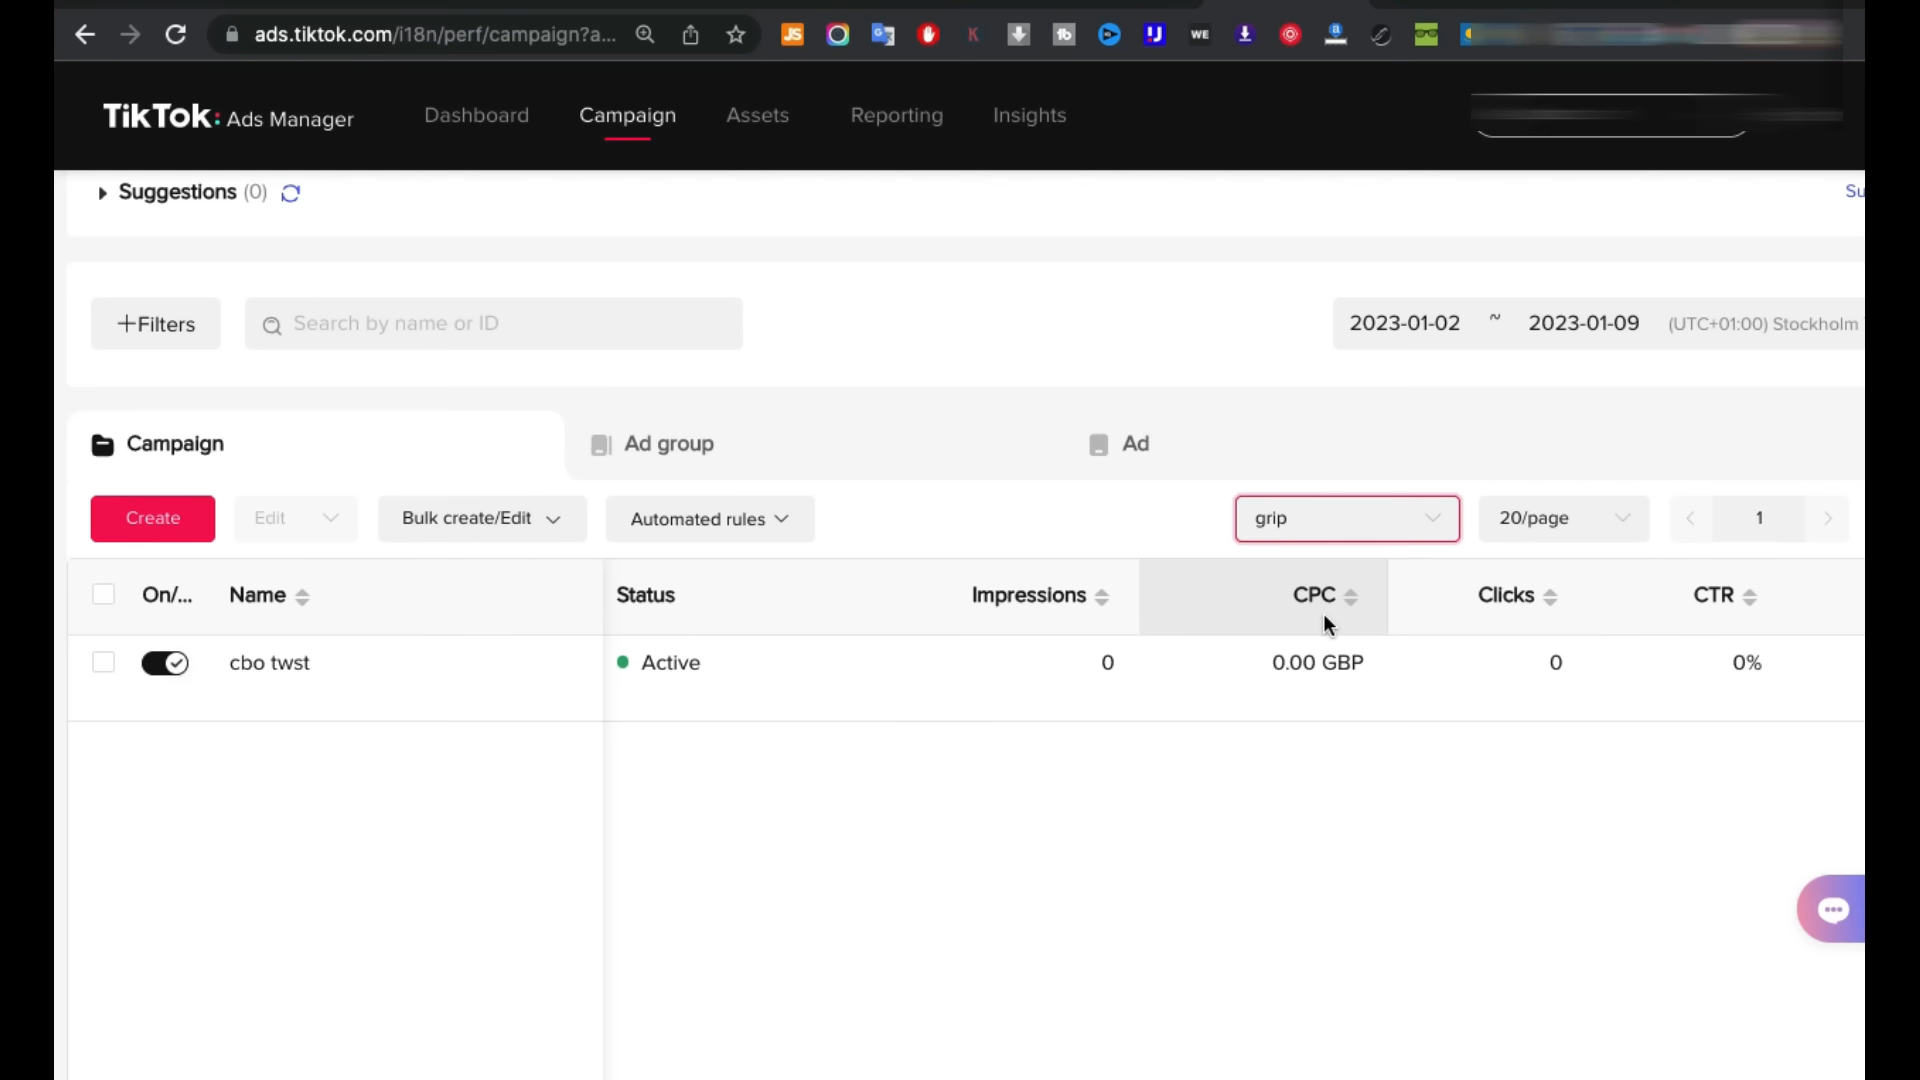 ads.tiktok.com/i18n/perf/campaign?a...
JS
K
tb
WE
TikTok: Ads Manager
Dashboard
Campaign
Assets
Reporting
Insights
Suggestions (0)
Su
+Filters
Search by name or ID
2023-01-02 ~ 2023-01-09 (UTC+01:00) Stockholm
Campaign
Ad group
Ad
Create
Edit
Bulk create/Edit
Automated rules
grip
20/page
1
On/...
Name
Status
Impressions
CPC
Clicks
CTR
cbo twst
Active
0
0.00 GBP
0
0%